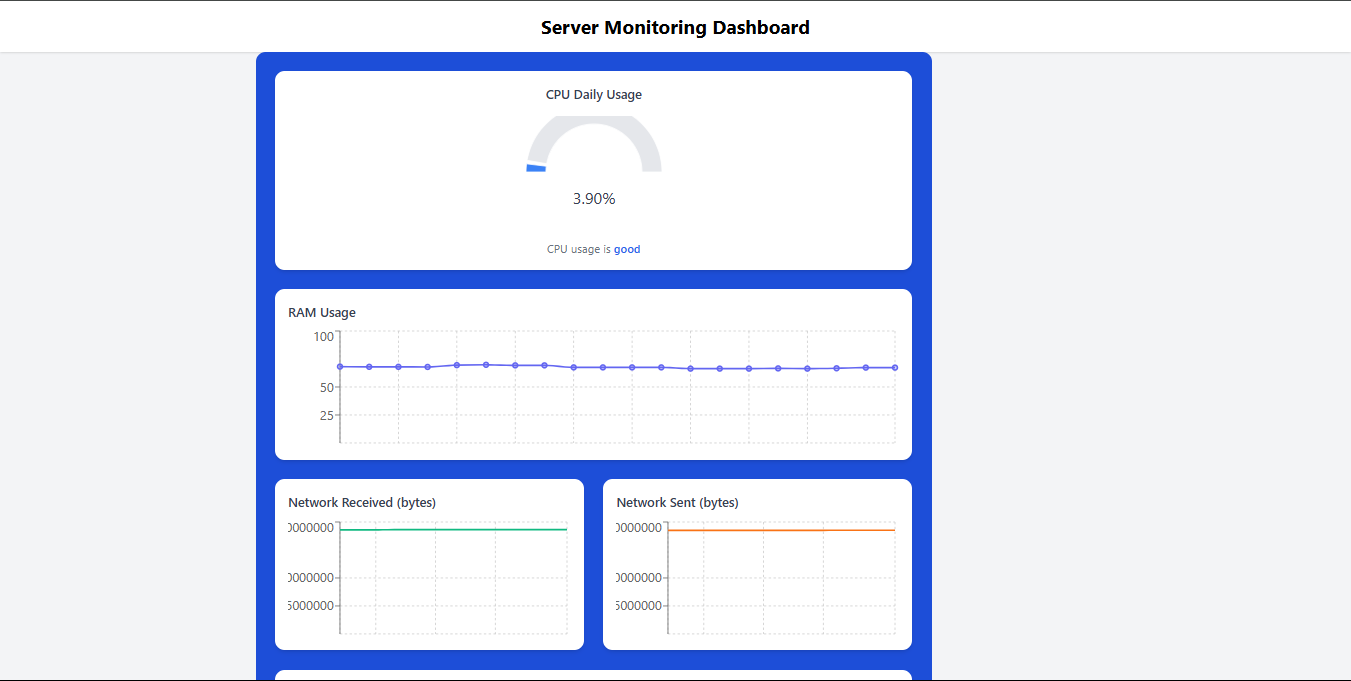 Server Monitoring Dashboard
CPU Daily Usage
3.90%
CPU usage is good
RAM Usage
100
50
25
Network Received (bytes)
0000000
0000000
5000000
Network Sent (bytes)
0000000
0000000
5000000